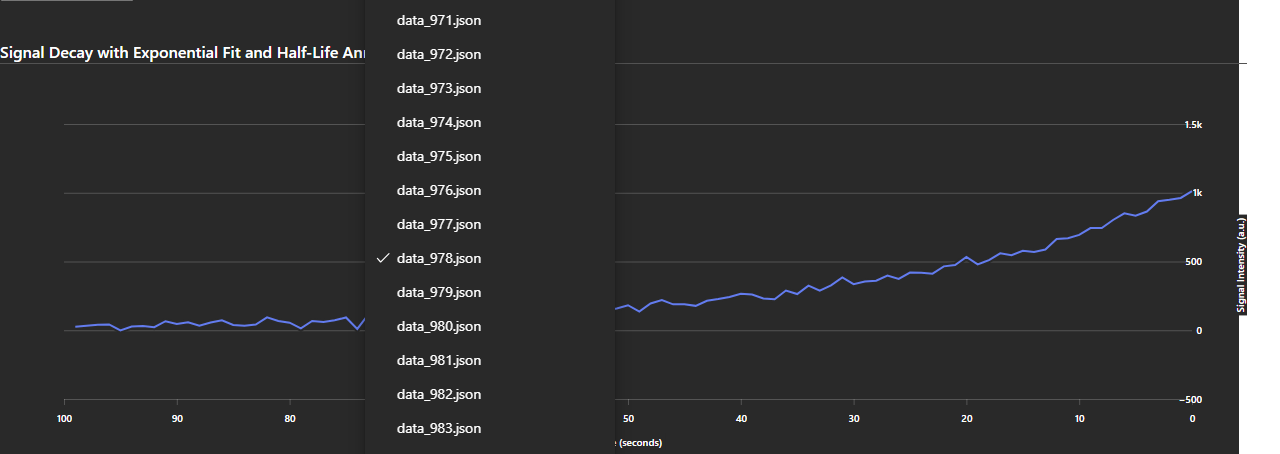 Signal Decay with Exponential Fit and Half-Life
data_971.json
data_972.json
data_973.json
data_974.json
data_975.json
data_976.json
data_977.json
data_978.json
data_979.json
data_980.json
data_981.json
data_982.json
data_983.json
1.5k
1k
500
0
−500
Signal Intensity (a.u.)
100
90
80
50
40
30
20
10
0
(seconds)